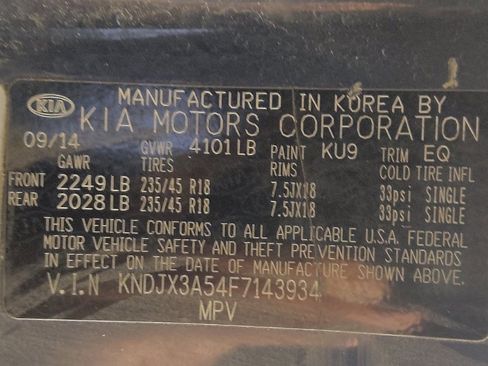 KIA MANUFACTURED IN KOREA BY
KIA MOTORS CORPORATION
09/14 GVWR 4101LB PAINT KU9 TRIM EQ
GAWR TIRES RIMS COLD TIRE INFL
FRONT 2249LB 235/45 R18 7.5JX18 33psi SINGLE
REAR 2028LB 235/45 R18 7.5JX18 33psi SINGLE
THIS VEHICLE CONFORMS TO ALL APPLICABLE U.S.A. FEDERAL
MOTOR VEHICLE SAFETY AND THEFT PREVENTION STANDARDS
IN EFFECT ON THE DATE OF MANUFACTURE SHOWN ABOVE.
V.I.N KNDJX3A54F7143934
MPV